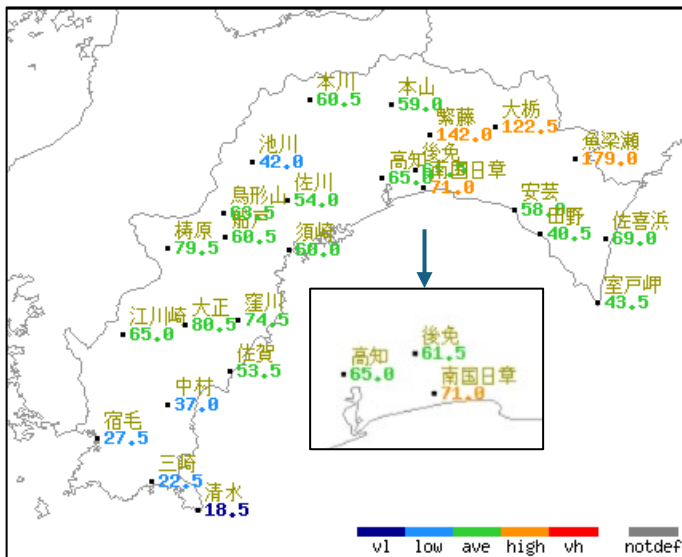 本川
60.5
本山
59.0
繁藤
142.0
大栃
122.5
魚梁瀬
179.0
池川
42.0
高知
65.0
後免
61.5
南国日章
71.0
佐川
54.0
鳥形山
63.5
船戸
60.5
須崎
60.0
梼原
79.5
安芸
58.0
田野
40.5
佐喜浜
69.0
室戸岬
43.5
江川崎
65.0
大正
80.5
窪川
74.5
佐賀
53.5
中村
37.0
宿毛
27.5
三崎
22.5
清水
18.5
後免
61.5
高知
65.0
南国日章
71.0
vl low ave high vh notdef